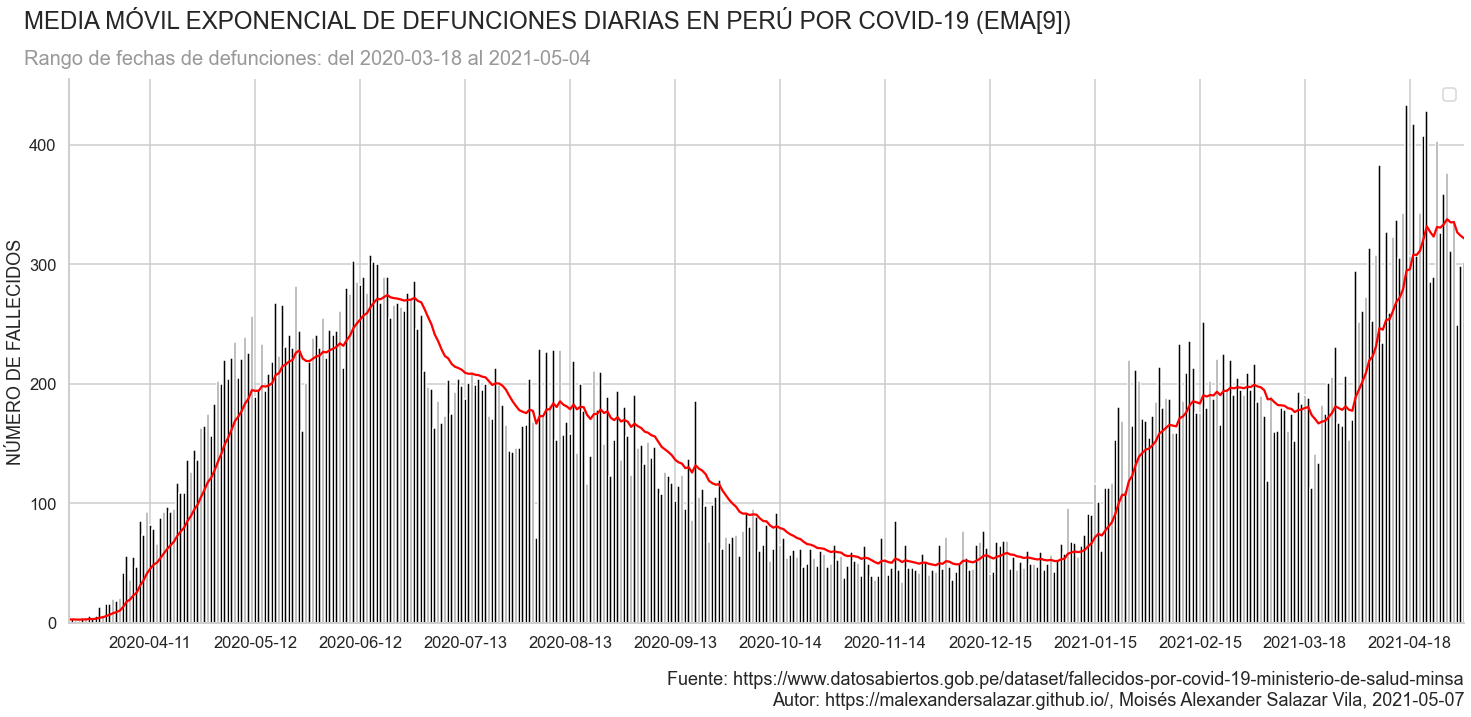 MEDIA MÓVIL EXPONENCIAL DE DEFUNCIONES DIARIAS EN PERÚ POR COVID-19 (EMA[9])
Rango de fechas de defunciones: del 2020-03-18 al 2021-05-04
NÚMERO DE FALLECIDOS
400
300
200
100
0
2020-04-11 2020-05-12 2020-06-12 2020-07-13 2020-08-13 2020-09-13 2020-10-14 2020-11-14 2020-12-15 2021-01-15 2021-02-15 2021-03-18 2021-04-18
Fuente: https://www.datosabiertos.gob.pe/dataset/fallecidos-por-covid-19-ministerio-de-salud-minsa
Autor: https://malexandersalazar.github.io/, Moisés Alexander Salazar Vila, 2021-05-07